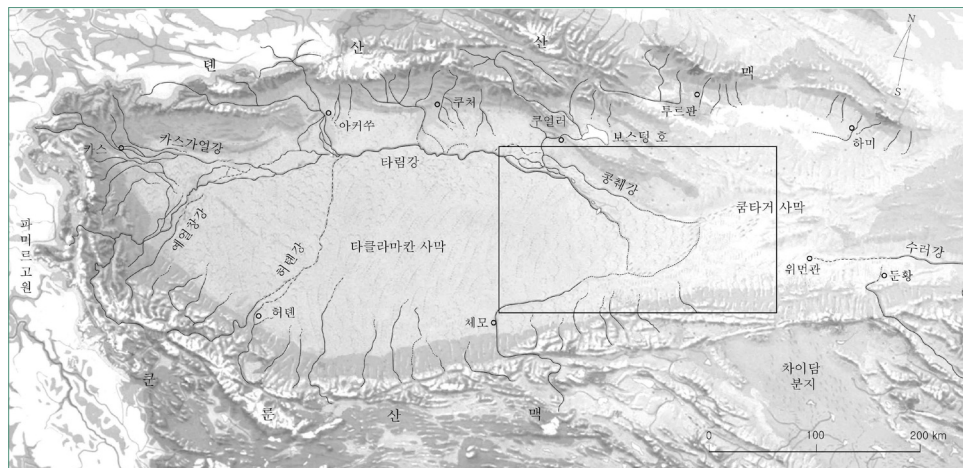 톈 산 산 맥
N
S
쿠처
투르판
아커쑤
쿠얼러
보스텅 호
하미
카스가얼강
카스
타림강
콩췌강
쿰타거 사막
파미르고원
예얼창강
허톈강
타클라마칸 사막
수러강
위먼관
둔황
허톈
체모
차이담
분지
쿤 룬 산 맥
0 100 200 km